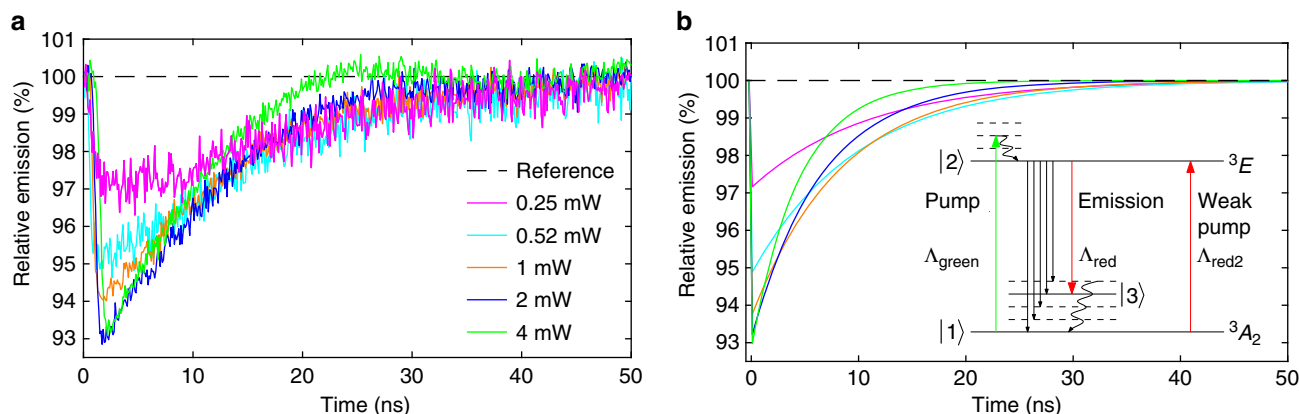 a
Relative emission (%)
101
100
99
98
97
96
95
94
93
0 10 20 30 40 50
Time (ns)
Reference
0.25 mW
0.52 mW
1 mW
2 mW
4 mW
b
Relative emission (%)
101
100
99
98
97
96
95
94
93
0 10 20 30 40 50
Time (ns)
|2⟩ ³E
Pump Emission Weak
pump
Λgreen Λred Λred2
|3⟩
|1⟩ ³A₂